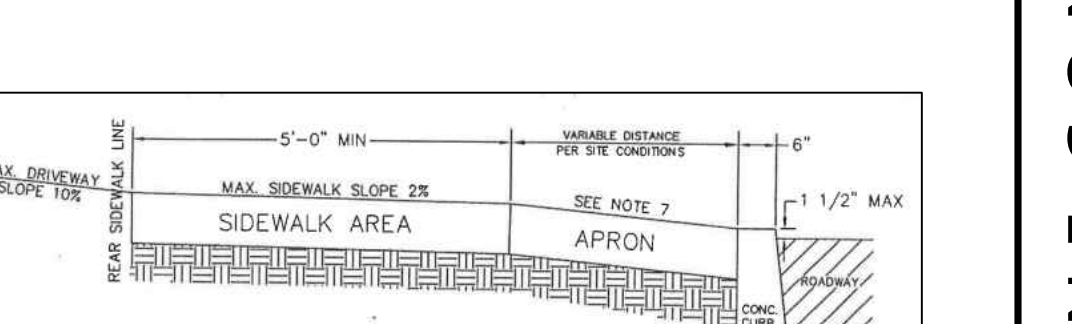 5'-0" MIN
VARIABLE DISTANCE
PER SITE CONDITIONS
6"
REAR SIDEWALK LINE
DRIVEWAY
SLOPE 10%
MAX. SIDEWALK SLOPE 2%
SEE NOTE 7
1 1/2" MAX
SIDEWALK AREA
APRON
ROADWAY
CONC.
CURB